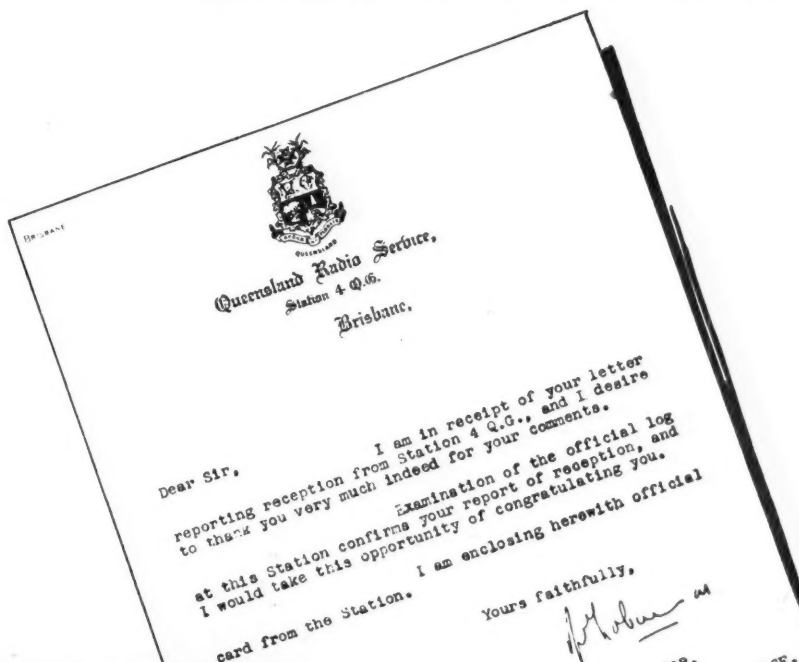 BRISBANE
QUEENSLAND
Queensland Radio Service,
Station 4 Q.G.
Brisbane.
Dear Sir,
I am in receipt of your letter
reporting reception from Station 4 Q.G., and I desire
to thank you very much indeed for your comments.
Examination of the official log
at this Station confirms your report of reception, and
I would take this opportunity of congratulating you.
I am enclosing herewith official
card from the Station.
Yours faithfully,